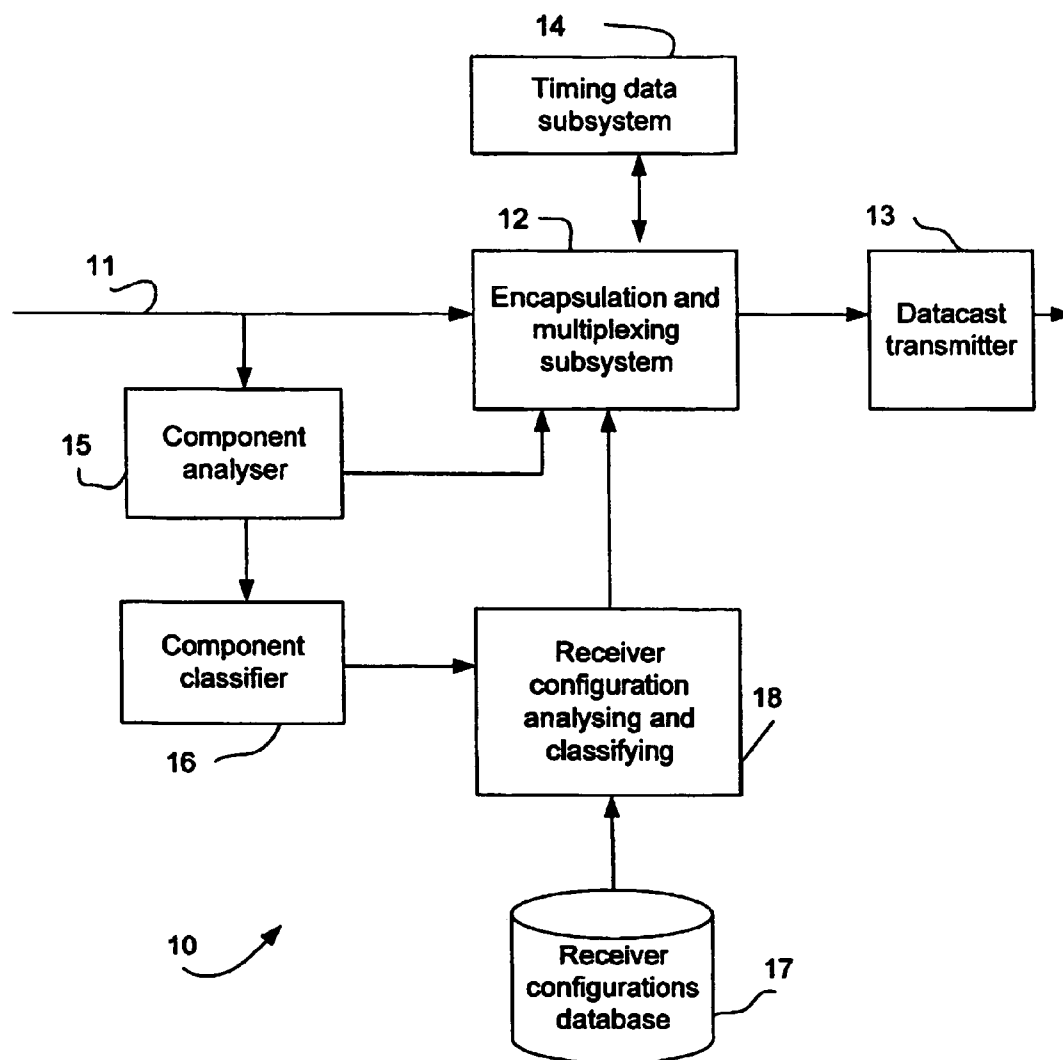 14
Timing data
subsystem
12
13
11
Encapsulation and
multiplexing
subsystem
Datacast
transmitter
15
Component
analyser
Component
classifier
16
Receiver
configuration
analysing and
classifying
18
10
Receiver
configurations
database
17